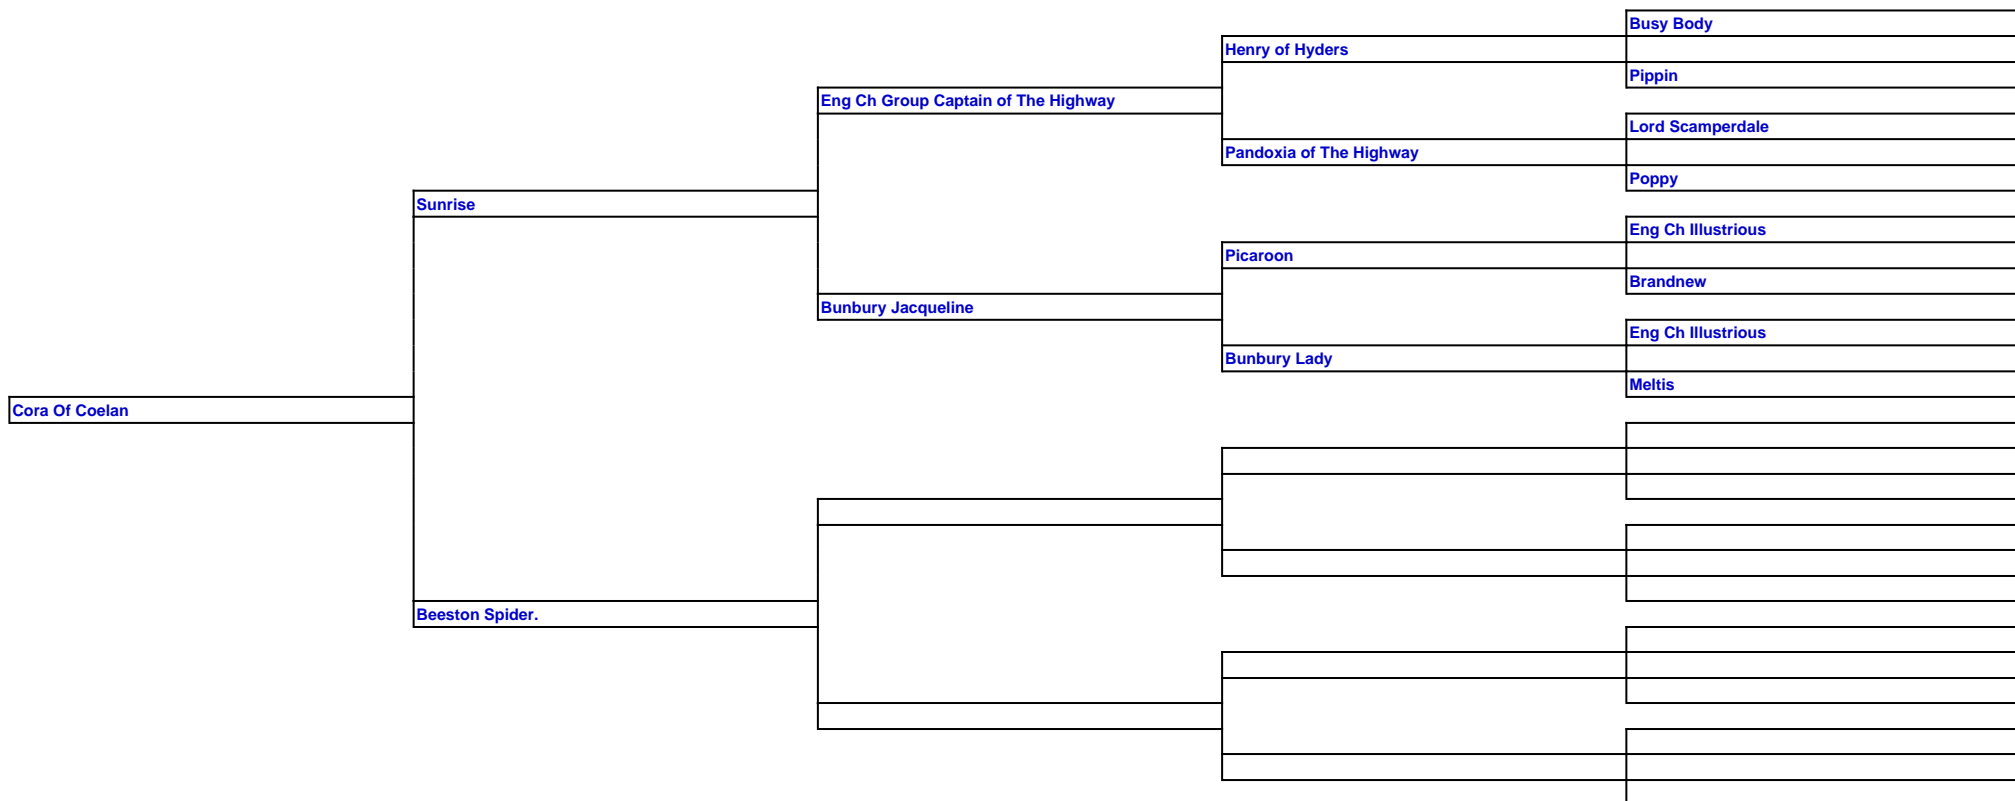 Busy Body
Henry of Hyders
Pippin
Eng Ch Group Captain of The Highway
Lord Scamperdale
Pandoxia of The Highway
Poppy
Sunrise
Eng Ch Illustrious
Picaroon
Brandnew
Bunbury Jacqueline
Eng Ch Illustrious
Bunbury Lady
Meltis
Cora Of Coelan
Beeston Spider.